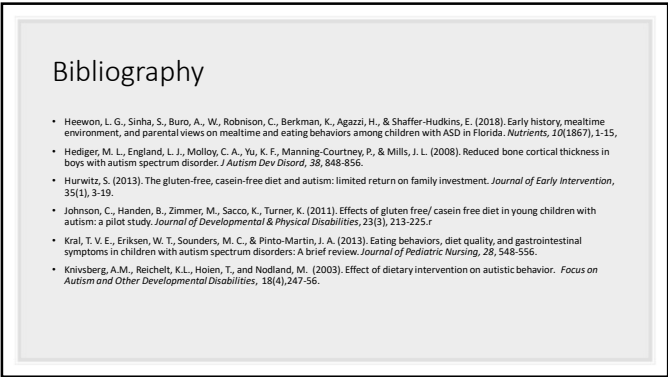 Bibliography
• Heewon, L. G., Sinha, S., Buro, A. W., Robnison, C., Berkman, K., Agazzi, H., & Shaffer-Hudkins, E. (2018). Early history, mealtime
environment, and parental views on mealtime and eating behaviors among children with ASD in Florida. Nutrients, 10(1867), 1-15,
• Hediger, M. L., England, L. J., Molloy, C. A., Yu, K. F., Manning-Courtney, P., & Mills, J. L. (2008). Reduced bone cortical thickness in
boys with autism spectrum disorder. J Autism Dev Disord, 38, 848-856.
• Hurwitz, S. (2013). The gluten-free, casein-free diet and autism: limited return on family investment. Journal of Early Intervention,
35(1), 3-19.
• Johnson, C., Handen, B., Zimmer, M., Sacco, K., Turner, K. (2011). Effects of gluten free/ casein free diet in young children with
autism: a pilot study. Journal of Developmental & Physical Disabilities, 23(3), 213-225.r
• Kral, T. V. E., Eriksen, W. T., Sounders, M. C., & Pinto-Martin, J. A. (2013). Eating behaviors, diet quality, and gastrointestinal
symptoms in children with autism spectrum disorders: A brief review. Journal of Pediatric Nursing, 28, 548-556.
• Knivsberg, A.M., Reichelt, K.L., Hoien, T., and Nodland, M. (2003). Effect of dietary intervention on autistic behavior. Focus on
Autism and Other Developmental Disabilities, 18(4),247-56.